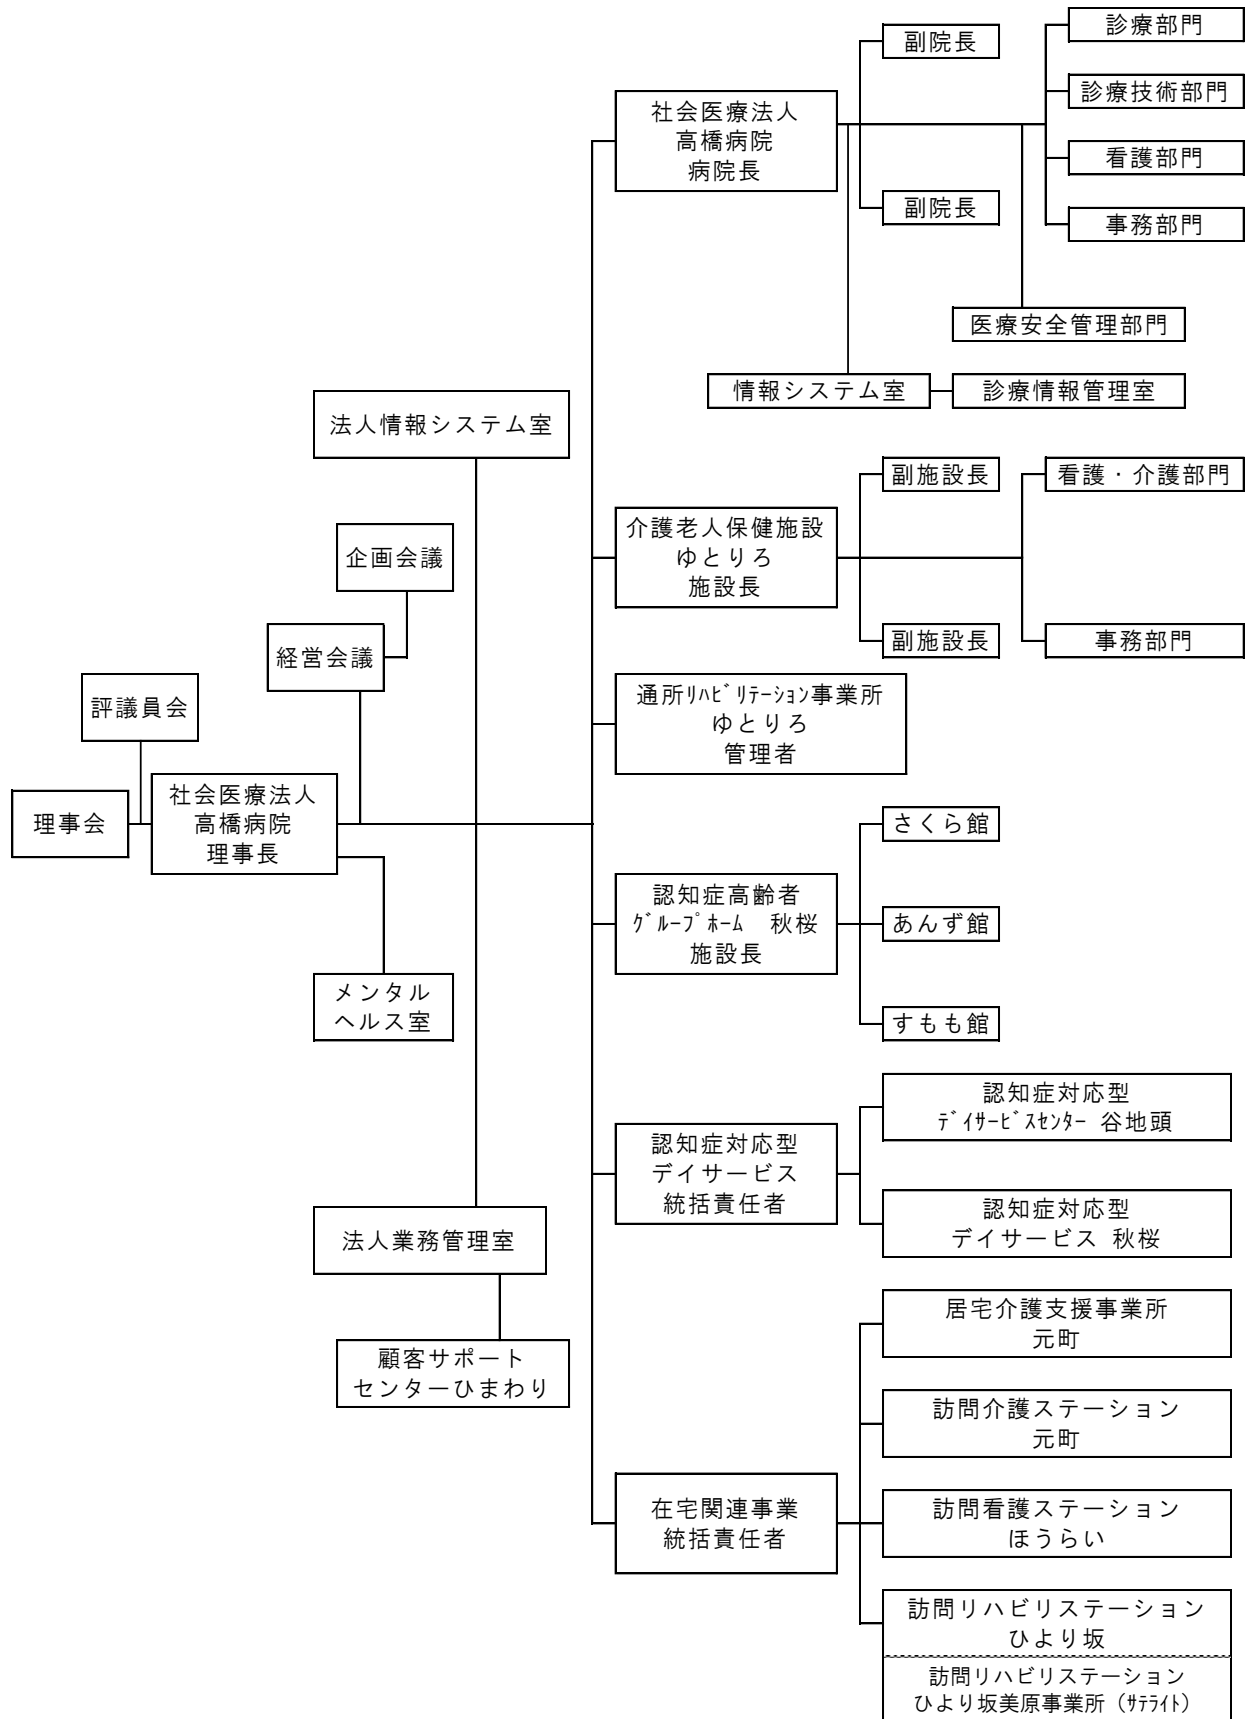 診療部門
副院長
診療技術部門
社会医療法人
高橋病院
病院長
看護部門
副院長
事務部門
医療安全管理部門
情報システム室
診療情報管理室
法人情報システム室
副施設長
看護・介護部門
介護老人保健施設
ゆとりろ
施設長
企画会議
副施設長
事務部門
経営会議
評議員会
通所ﾘﾊﾋﾞﾘﾃｰｼｮﾝ事業所
ゆとりろ
管理者
理事会
社会医療法人
高橋病院
理事長
さくら館
認知症高齢者
ｸﾞﾙｰﾌﾟﾎｰﾑ　秋桜
施設長
あんず館
メンタル
ヘルス室
すもも館
認知症対応型
ﾃﾞｲｻｰﾋﾞｽｾﾝﾀｰ 谷地頭
認知症対応型
デイサービス
統括責任者
認知症対応型
デイサービス 秋桜
法人業務管理室
顧客サポート
センターひまわり
居宅介護支援事業所
元町
訪問介護ステーション
元町
在宅関連事業
統括責任者
訪問看護ステーション
ほうらい
訪問リハビリステーション
ひより坂
訪問リハビリステーション
ひより坂美原事業所（ｻﾃﾗｲﾄ）